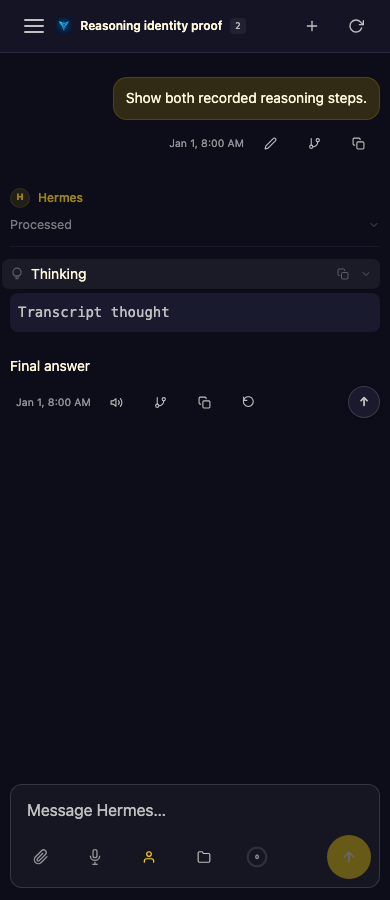 Reasoning identity proof 2
Show both recorded reasoning steps.
Jan 1, 8:00 AM
H Hermes
Processed
Thinking
Transcript thought
Final answer
Jan 1, 8:00 AM
Message Hermes...
0